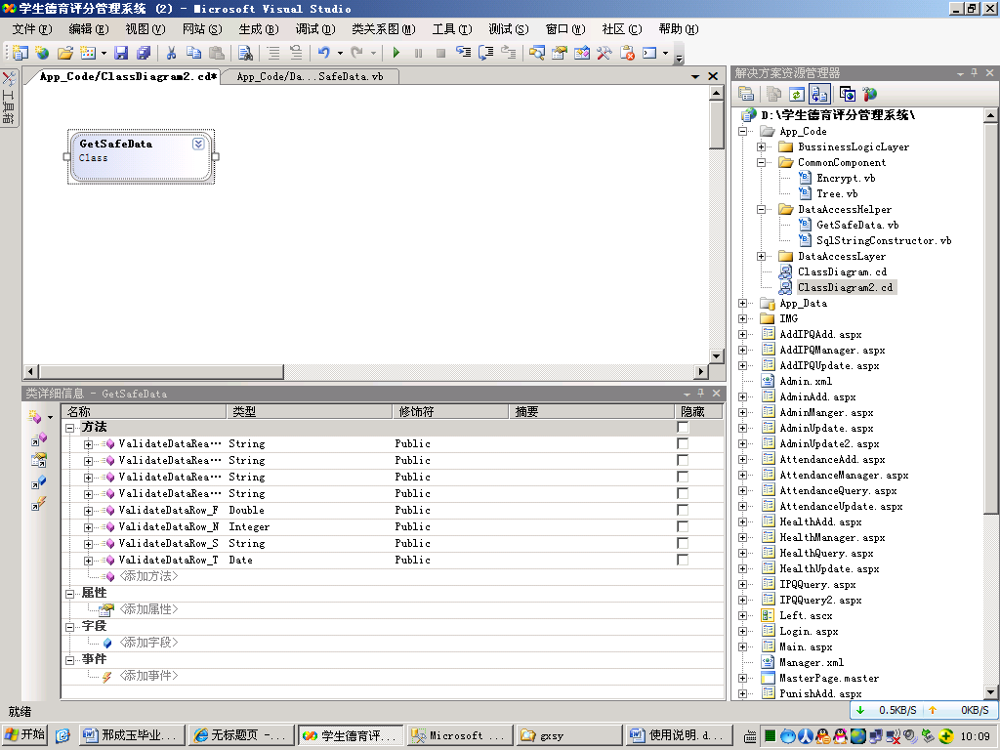 学生德育评分管理系统 (2) - Microsoft Visual Studio
文件(F) 编辑(E) 视图(V) 网站(S) 生成(B) 调试(D) 类关系图(M) 工具(T) 测试(S) 窗口(W) 社区(C) 帮助(H)
工具箱
App_Code/ClassDiagram2.cd* App_Code/Da...SafeData.vb
GetSafeData
Class
类详细信息 - GetSafeData
名称 类型 修饰符 摘要 隐藏
方法
ValidateDataRea... String Public
ValidateDataRea... String Public
ValidateDataRea... String Public
ValidateDataRea... String Public
ValidateDataRow_F Double Public
ValidateDataRow_N Integer Public
ValidateDataRow_S String Public
ValidateDataRow_T Date Public
<添加方法>
属性
<添加属性>
字段
<添加字段>
事件
<添加事件>
解决方案资源管理器
D:\学生德育评分管理系统\
App_Code
BussinessLogicLayer
CommonComponent
Encrypt.vb
Tree.vb
DataAccessHelper
GetSafeData.vb
SqlStringConstructor.vb
DataAccessLayer
ClassDiagram.cd
ClassDiagram2.cd
App_Data
IMG
AddIPQAdd.aspx
AddIPQManager.aspx
AddIPQUpdate.aspx
Admin.xml
AdminAdd.aspx
AdminManger.aspx
AdminUpdate.aspx
AdminUpdate2.aspx
AttendanceAdd.aspx
AttendanceManager.aspx
AttendanceQuery.aspx
AttendanceUpdate.aspx
HealthAdd.aspx
HealthManager.aspx
HealthQuery.aspx
HealthUpdate.aspx
IPQQuery.aspx
IPQQuery2.aspx
Left.ascx
Login.aspx
Main.aspx
Manager.xml
MasterPage.master
PunishAdd.aspx
就绪
0.5KB/S 0KB/S
开始 邢成玉毕业... 无标题页 -... 学生德育评... Microsoft ... gxsy 使用说明.d... 10:09